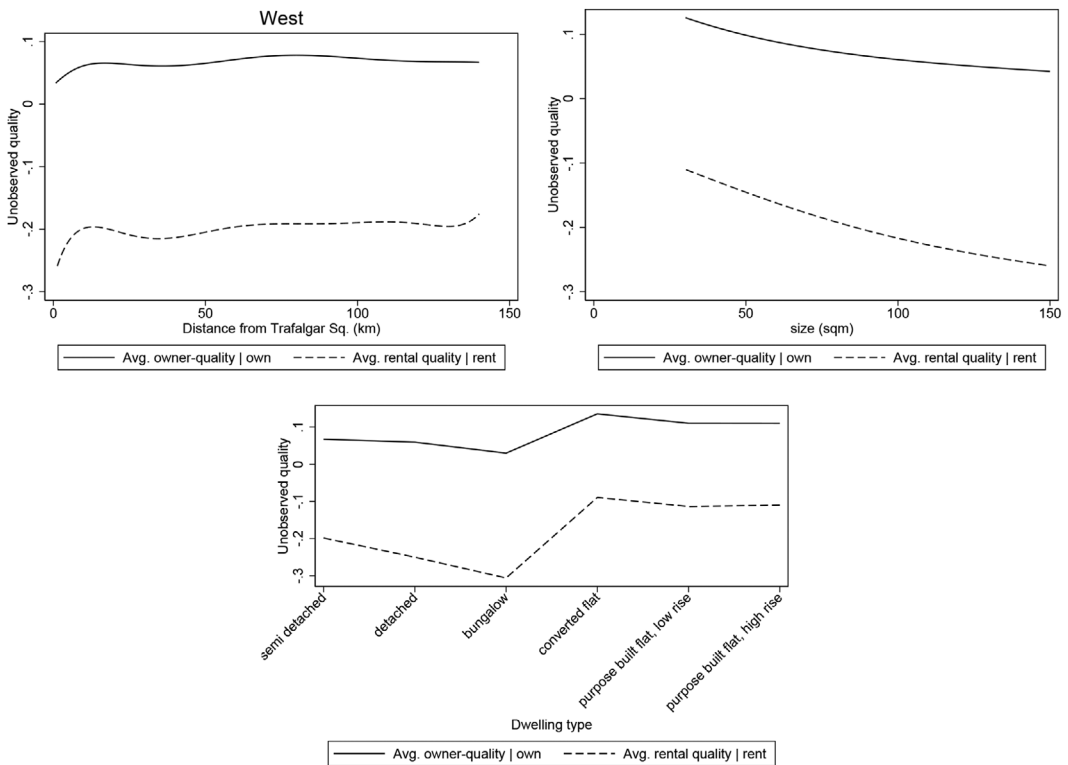 West
Unobserved quality
.1
0
-.1
-.2
-.3
0
50
100
150
Distance from Trafalgar Sq. (km)
Avg. owner-quality | own
Avg. rental quality | rent
Unobserved quality
.1
0
-.1
-.2
-.3
0
50
100
150
size (sqm)
Avg. owner-quality | own
Avg. rental quality | rent
Unobserved quality
.1
0
-.1
-.2
-.3
semi detached
detached
bungalow
converted flat
purpose built flat, low rise
purpose built flat, high rise
Dwelling type
Avg. owner-quality | own
Avg. rental quality | rent